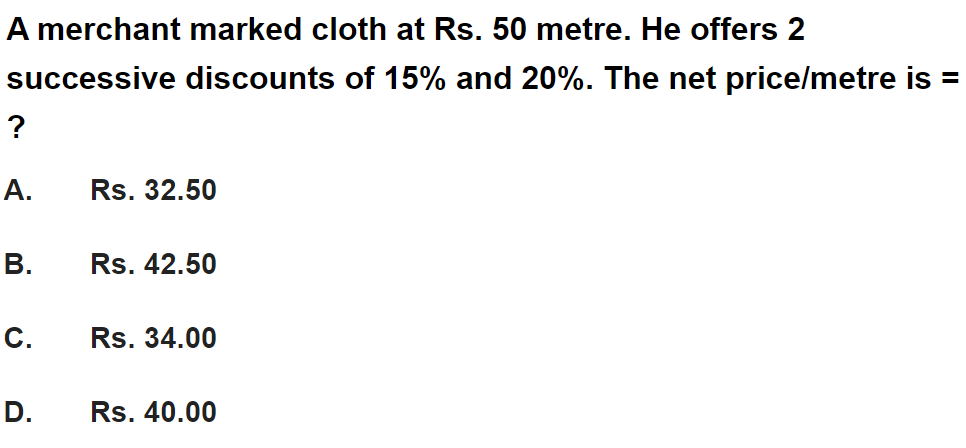 A merchant marked cloth at Rs. 50 metre. He offers 2
successive discounts of 15% and 20%. The net price/metre is =
?
A. Rs. 32.50
B. Rs. 42.50
C. Rs. 34.00
D. Rs. 40.00